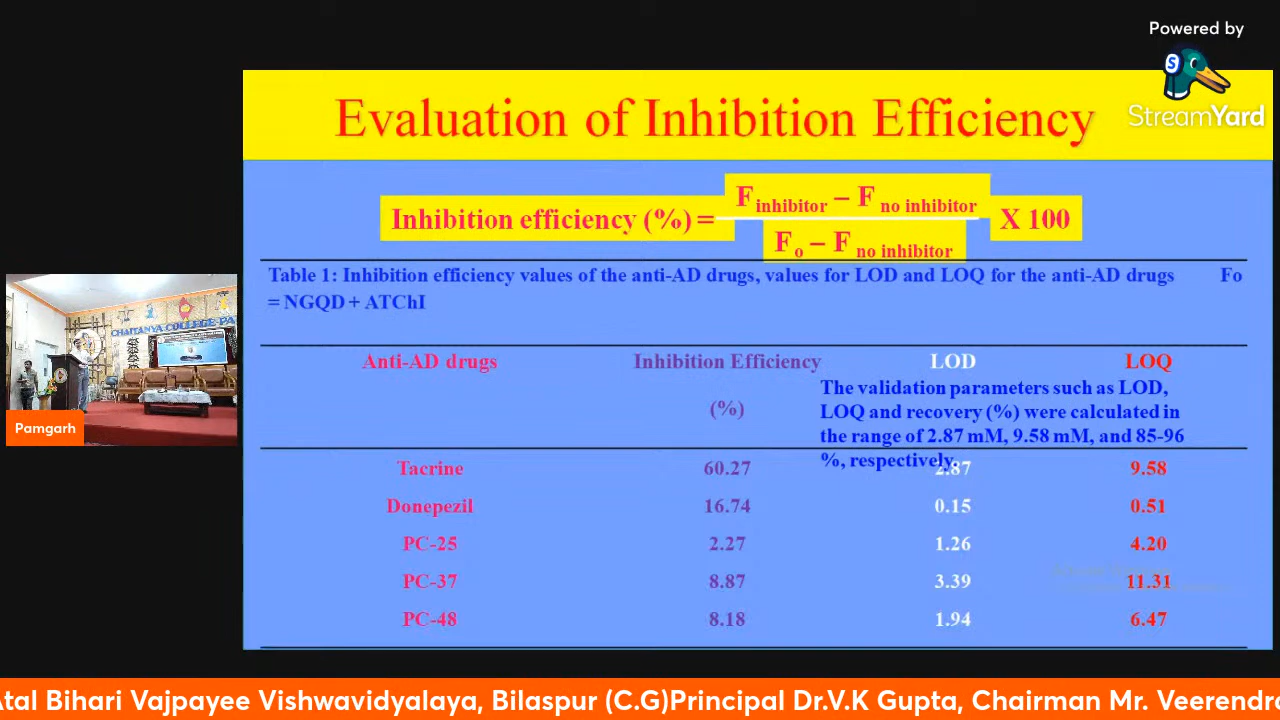 Powered by
StreamYard
Evaluation of Inhibition Efficiency
Inhibition efficiency (%) = F inhibitor – F no inhibitor X 100
Fo – F no inhibitor
Table 1: Inhibition efficiency values of the anti-AD drugs, values for LOD and LOQ for the anti-AD drugs Fo
= NGQD + ATChI
Anti-AD drugs Inhibition Efficiency LOD LOQ
(%)
The validation parameters such as LOD,
LOQ and recovery (%) were calculated in
the range of 2.87 mM, 9.58 mM, and 85-96
%, respectively.
Tacrine 60.27 2.87 9.58
Donepezil 16.74 0.15 0.51
PC-25 2.27 1.26 4.20
PC-37 8.87 3.39 11.31
PC-48 8.18 1.94 6.47
CHAITANYA COLLEGE PA
Pamgarh
Atal Bihari Vajpayee Vishwavidyalaya, Bilaspur (C.G)Principal Dr.V.K Gupta, Chairman Mr. Veerendra